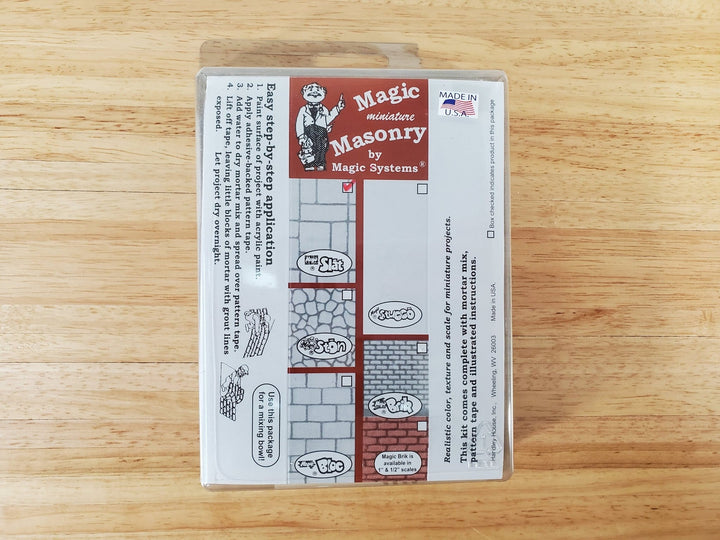 Magic
miniature
Masonry
by
Magic Systems®
MADE IN
U.S.A
Easy step-by-step application
1. Paint surface of project with acrylic paint.
2. Apply adhesive-backed pattern tape.
3. Add water to dry mortar mix and spread over pattern tape.
4. Lift off tape, leaving little blocks of mortar with grout lines
exposed. Let project dry overnight.
Use this package
for a mixing bowl!
Slat
®
Stucco
®
Ston
®
Brik
®
Bloc
®
Magic Brik is
available in
1" & 1/2" scales
Realistic color, texture and scale for miniature projects.
This kit comes complete with mortar mix,
pattern tape and illustrated instructions.
Box checked indicates product in this package
Handley House, Inc. Wheeling, WV 26003 Made in USA